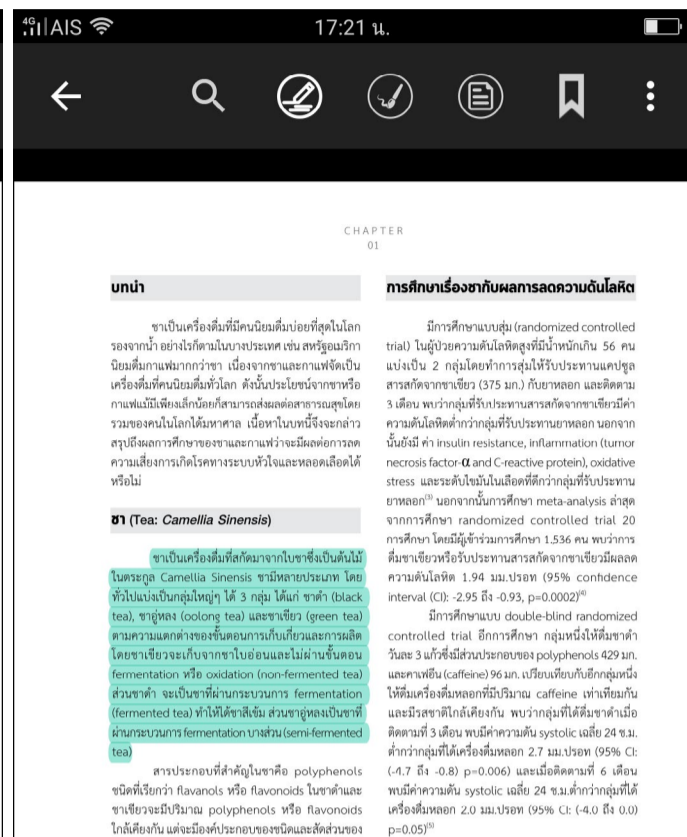 4G AIS
17:21 น.
CHAPTER
01
บทนำ
ชาเป็นเครื่องดื่มที่มีคนนิยมดื่มบ่อยที่สุดในโลก
รองจากน้ำ อย่างไรก็ตามในบางประเทศ เช่น สหรัฐอเมริกา
นิยมดื่มกาแฟมากกว่าชา เนื่องจากชาและกาแฟจัดเป็น
เครื่องดื่มที่คนนิยมดื่มทั่วโลก ดังนั้นประโยชน์จากชาหรือ
กาแฟแม้มีเพียงเล็กน้อยก็สามารถส่งผลต่อสาธารณสุขโดย
รวมของคนในโลกได้มหาศาล เนื้อหาในบทนี้จึงจะกล่าว
สรุปถึงผลการศึกษาของชาและกาแฟว่าจะมีผลต่อการลด
ความเสี่ยงการเกิดโรคทางระบบหัวใจและหลอดเลือดได้
หรือไม่
ชา (Tea: Camellia Sinensis)
ชาเป็นเครื่องดื่มที่สกัดมาจากใบชาซึ่งเป็นต้นไม้
ในตระกูล Camellia Sinensis ชามีหลายประเภท โดย
ทั่วไปแบ่งเป็นกลุ่มใหญ่ๆ ได้ 3 กลุ่ม ได้แก่ ชาดำ (black
tea), ชาอู่หลง (oolong tea) และชาเขียว (green tea)
ตามความแตกต่างของขั้นตอนการเก็บเกี่ยวและการผลิต
โดยชาเขียวจะเก็บจากชาใบอ่อนและไม่ผ่านขั้นตอน
fermentation หรือ oxidation (non-fermented tea)
ส่วนชาดำ จะเป็นชาที่ผ่านกระบวนการ fermentation
(fermented tea) ทำให้ได้ชาสีเข้ม ส่วนชาอู่หลงเป็นชาที่
ผ่านกระบวนการ fermentation บางส่วน (semi-fermented
tea)
สารประกอบที่สำคัญในชาคือ polyphenols
ชนิดที่เรียกว่า flavanols หรือ flavonoids ในชาดำและ
ชาเขียวจะมีปริมาณ polyphenols หรือ flavonoids
ใกล้เคียงกัน แต่จะมีองค์ประกอบของชนิดและสัดส่วนของ
การศึกษาเรื่องชากับผลการลดความดันโลหิต
มีการศึกษาแบบสุ่ม (randomized controlled
trial) ในผู้ป่วยความดันโลหิตสูงที่มีน้ำหนักเกิน 56 คน
แบ่งเป็น 2 กลุ่มโดยทำการสุ่มให้รับประทานแคปซูล
สารสกัดจากชาเขียว (375 มก.) กับยาหลอก และติดตาม
3 เดือน พบว่ากลุ่มที่รับประทานสารสกัดจากชาเขียวมีค่า
ความดันโลหิตต่ำกว่ากลุ่มที่รับประทานยาหลอก นอกจาก
นั้นยังมี ค่า insulin resistance, inflammation (tumor
necrosis factor-α and C-reactive protein), oxidative
stress และระดับไขมันในเลือดที่ดีกว่ากลุ่มที่รับประทาน
ยาหลอก(3) นอกจากนั้นการศึกษา meta-analysis ล่าสุด
จากการศึกษา randomized controlled trial 20
การศึกษา โดยมีผู้เข้าร่วมการศึกษา 1,536 คน พบว่าการ
ดื่มชาเขียวหรือรับประทานสารสกัดจากชาเขียวมีผลลด
ความดันโลหิต 1.94 มม.ปรอท (95% confidence
interval (CI): -2.95 ถึง -0.93, p=0.0002)(4)
มีการศึกษาแบบ double-blind randomized
controlled trial อีกการศึกษา กลุ่มหนึ่งให้ดื่มชาดำ
วันละ 3 แก้วซึ่งมีส่วนประกอบของ polyphenols 429 มก.
และคาเฟอีน (caffeine) 96 มก. เปรียบเทียบกับอีกกลุ่มหนึ่ง
ให้ดื่มเครื่องดื่มหลอกที่มีปริมาณ caffeine เท่าเทียมกัน
และมีรสชาติใกล้เคียงกัน พบว่ากลุ่มที่ได้ดื่มชาดำเมื่อ
ติดตามที่ 3 เดือน พบมีค่าความดัน systolic เฉลี่ย 24 ช.ม.
ต่ำกว่ากลุ่มที่ได้เครื่องดื่มหลอก 2.7 มม.ปรอท (95% CI:
(-4.7 ถึง -0.8) p=0.006) และเมื่อติดตามที่ 6 เดือน
พบมีค่าความดัน systolic เฉลี่ย 24 ช.ม.ต่ำกว่ากลุ่มที่ได้
เครื่องดื่มหลอก 2.0 มม.ปรอท (95% CI: (-4.0 ถึง 0.0)
p=0.05)(5)